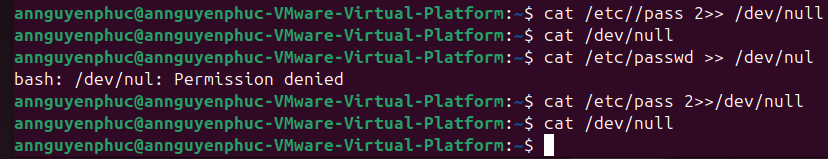 annguyenphuc@annguyenphuc-VMware-Virtual-Platform:~$ cat /etc//pass 2>> /dev/null
annguyenphuc@annguyenphuc-VMware-Virtual-Platform:~$ cat /dev/null
annguyenphuc@annguyenphuc-VMware-Virtual-Platform:~$ cat /etc/passwd >> /dev/nul
bash: /dev/nul: Permission denied
annguyenphuc@annguyenphuc-VMware-Virtual-Platform:~$ cat /etc/pass 2>>/dev/null
annguyenphuc@annguyenphuc-VMware-Virtual-Platform:~$ cat /dev/null
annguyenphuc@annguyenphuc-VMware-Virtual-Platform:~$